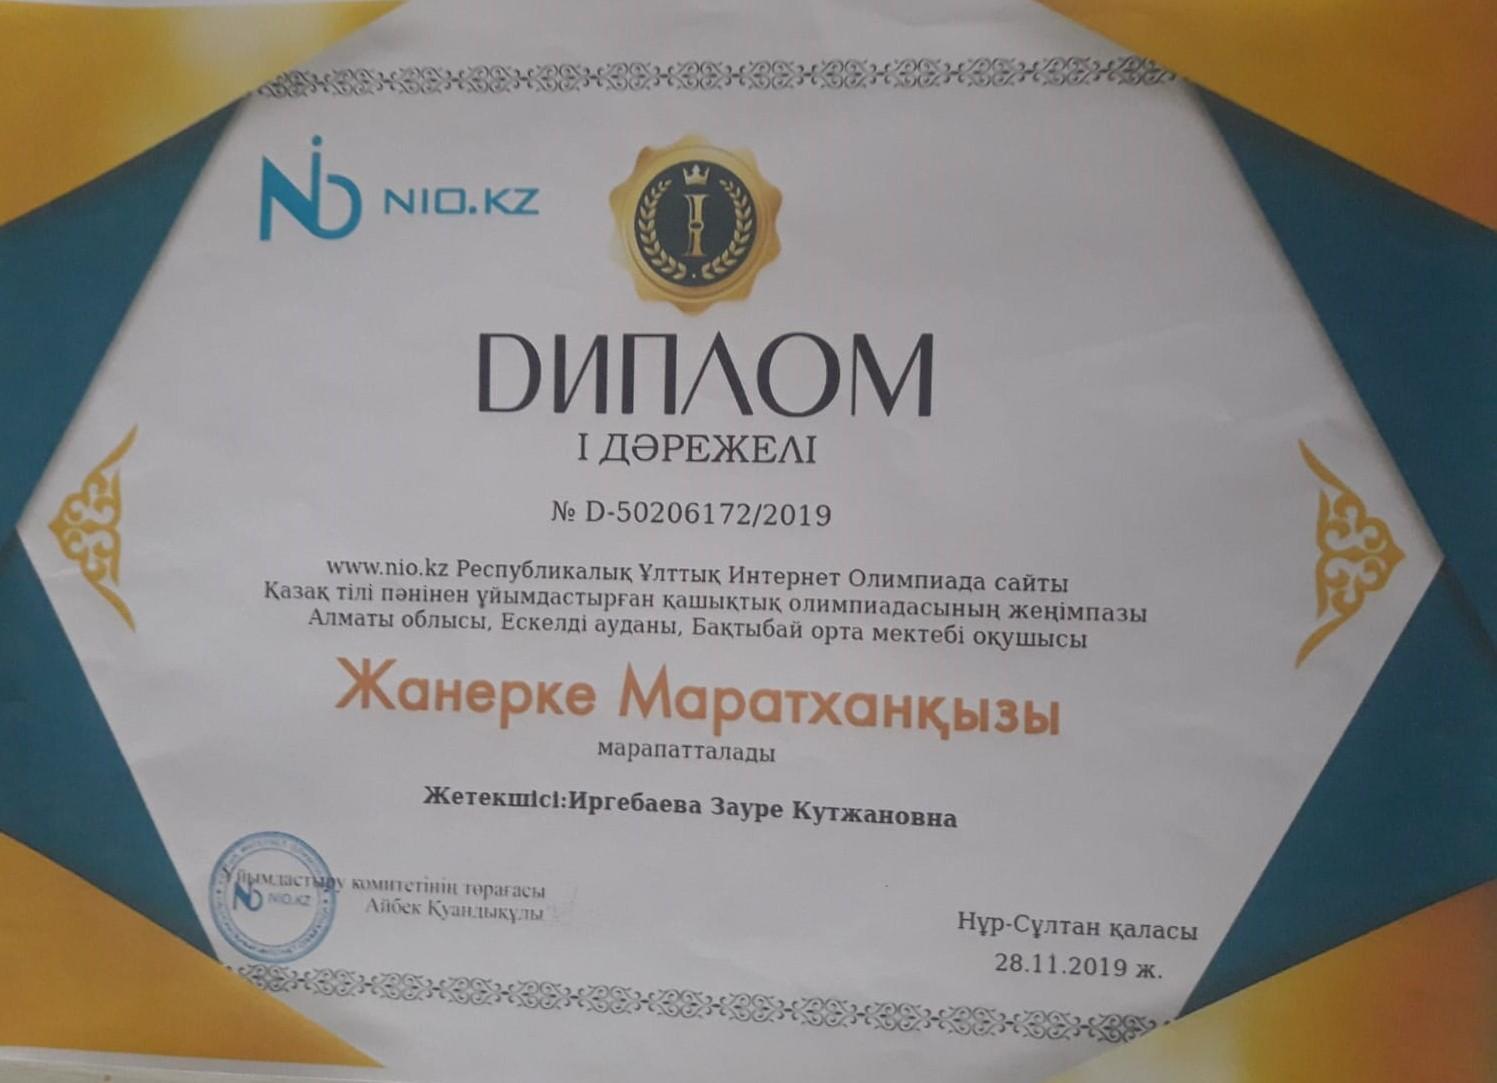 NIO.KZ
I
ДИПЛОМ
І ДӘРЕЖЕЛІ
№ D-50206172/2019
www.nio.kz Республикалық Ұлттық Интернет Олимпиада сайты
Қазақ тілі пәнінен ұйымдастырған қашықтық олимпиадасының жеңімпазы
Алматы облысы, Ескелді ауданы, Бақтыбай орта мектебі оқушысы
Жанерке Маратханқызы
марапатталады
Жетекшісі:Иргебаева Зауре Кутжановна
Ұйымдастыру комитетінің төрағасы
Айбек Қуандықұлы
NIO.KZ
Нұр-Сұлтан қаласы
28.11.2019 ж.